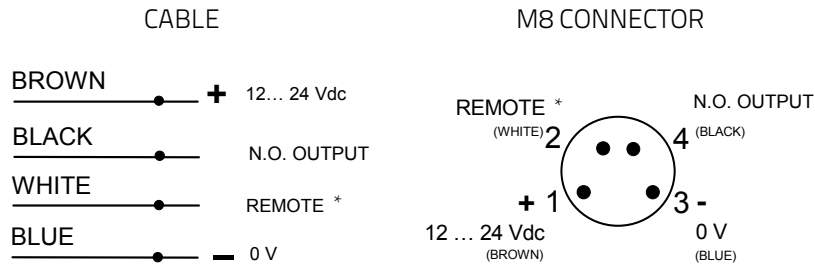 CABLE
BROWN
+ 12... 24 Vdc
BLACK
N.O. OUTPUT
WHITE
REMOTE *
BLUE
- 0 V
M8 CONNECTOR
REMOTE *
(WHITE)
2
N.O. OUTPUT
4 (BLACK)
+ 1
12 ... 24 Vdc
(BROWN)
3 -
0 V
(BLUE)